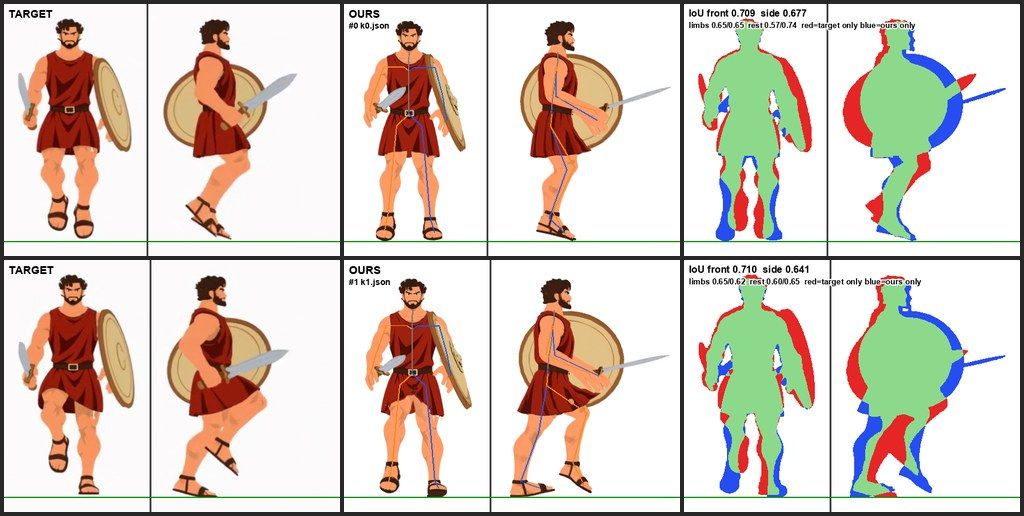 TARGET
OURS
#0 k0.json
IoU front 0.709 side 0.677
limbs 0.65/0.65 rest 0.57/0.74 red=target only blue=ours only
TARGET
OURS
#1 k1.json
IoU front 0.710 side 0.641
limbs 0.65/0.62 rest 0.60/0.65 red=target only blue=ours only